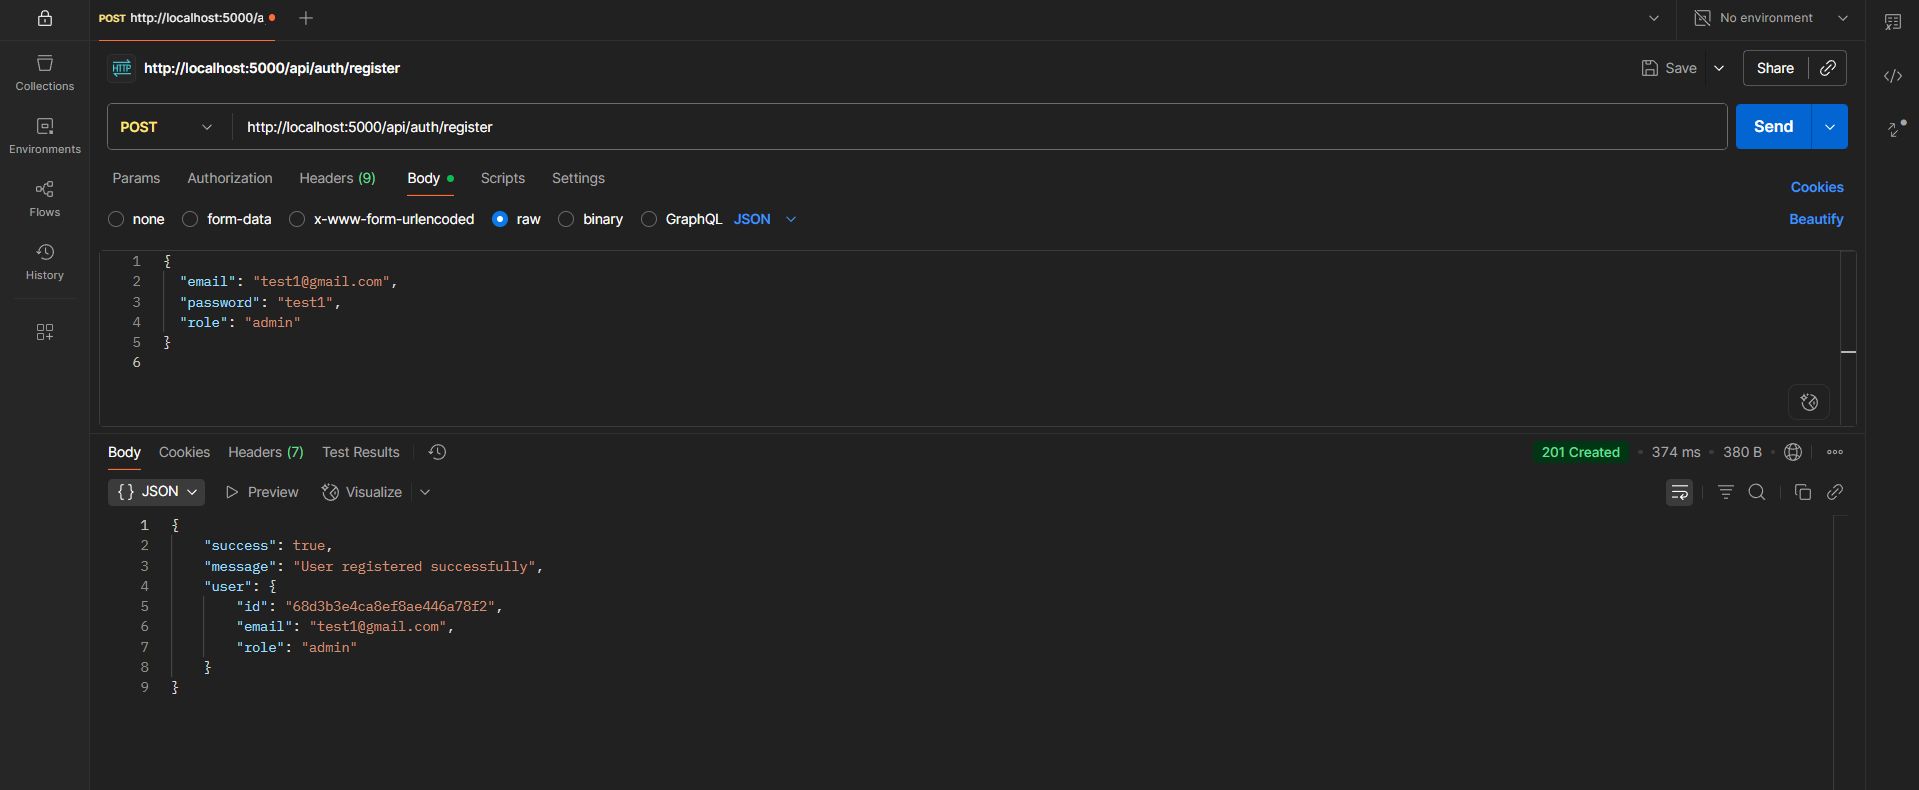 POST http://localhost:5000/a
No environment
Collections
Environments
Flows
History
HTTP
http://localhost:5000/api/auth/register
Save
Share
POST
http://localhost:5000/api/auth/register
Send
Params Authorization Headers (9) Body Scripts Settings
Cookies
none form-data x-www-form-urlencoded raw binary GraphQL JSON
Beautify
1 {
2 "email": "test1@gmail.com",
3 "password": "test1",
4 "role": "admin"
5 }
6
Body Cookies Headers (7) Test Results
201 Created 374 ms 380 B
{} JSON Preview Visualize
1 {
2 "success": true,
3 "message": "User registered successfully",
4 "user": {
5 "id": "68d3b3e4ca8ef8ae446a78f2",
6 "email": "test1@gmail.com",
7 "role": "admin"
8 }
9 }